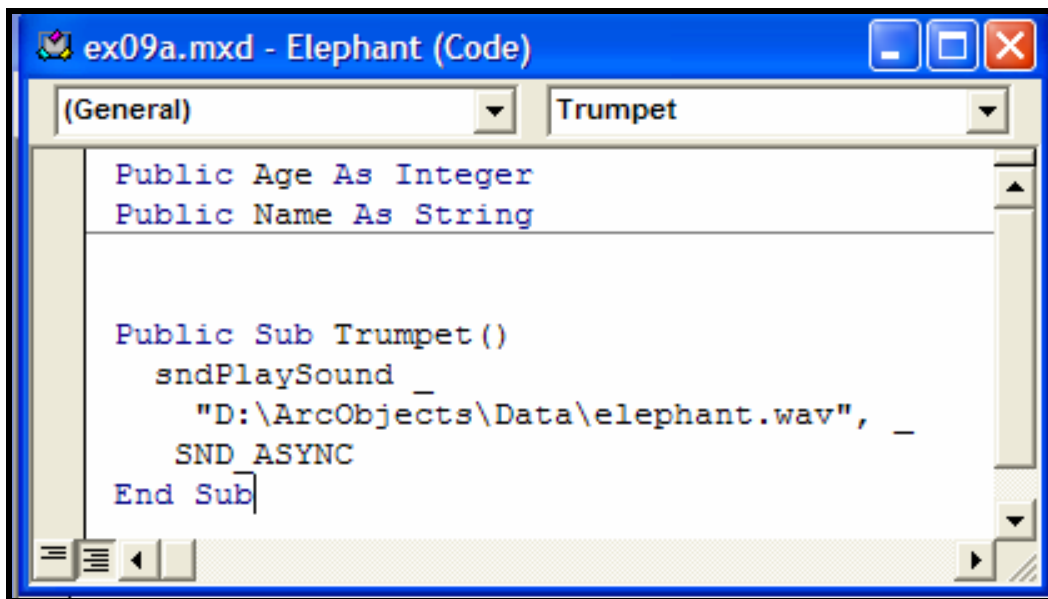 ex09a.mxd - Elephant (Code)
(General) Trumpet
Public Age As Integer
Public Name As String
Public Sub Trumpet()
sndPlaySound _
"D:\ArcObjects\Data\elephant.wav", _
SND_ASYNC
End Sub